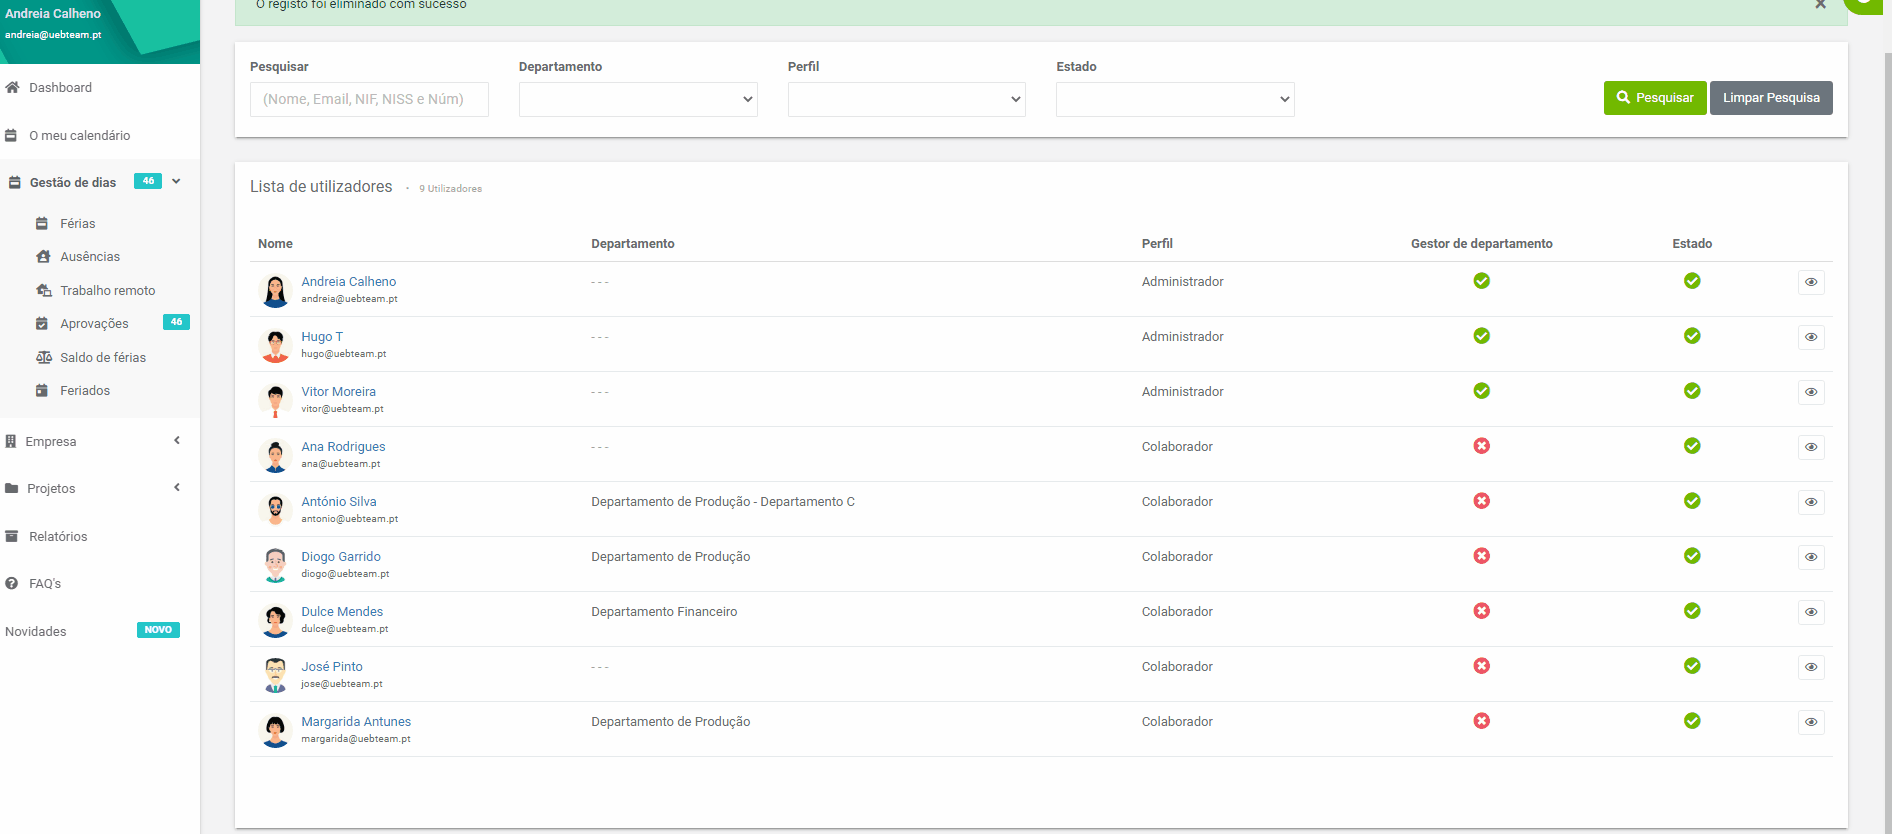 Andreia Calheno
andreia@uebteam.pt
Dashboard
O meu calendário
Gestão de dias 46
Férias
Ausências
Trabalho remoto
Aprovações 46
Saldo de férias
Feriados
Empresa
Projetos
Relatórios
FAQ's
Novidades NOVO
O registo foi eliminado com sucesso
Pesquisar Departamento Perfil Estado
(Nome, Email, NIF, NISS e Núm)
Pesquisar Limpar Pesquisa
Lista de utilizadores · 9 Utilizadores
Nome Departamento Perfil Gestor de departamento Estado
Andreia Calheno --- Administrador
andreia@uebteam.pt
Hugo T --- Administrador
hugo@uebteam.pt
Vitor Moreira --- Administrador
vitor@uebteam.pt
Ana Rodrigues --- Colaborador
ana@uebteam.pt
António Silva Departamento de Produção - Departamento C Colaborador
antonio@uebteam.pt
Diogo Garrido Departamento de Produção Colaborador
diogo@uebteam.pt
Dulce Mendes Departamento Financeiro Colaborador
dulce@uebteam.pt
José Pinto --- Colaborador
jose@uebteam.pt
Margarida Antunes Departamento de Produção Colaborador
margarida@uebteam.pt